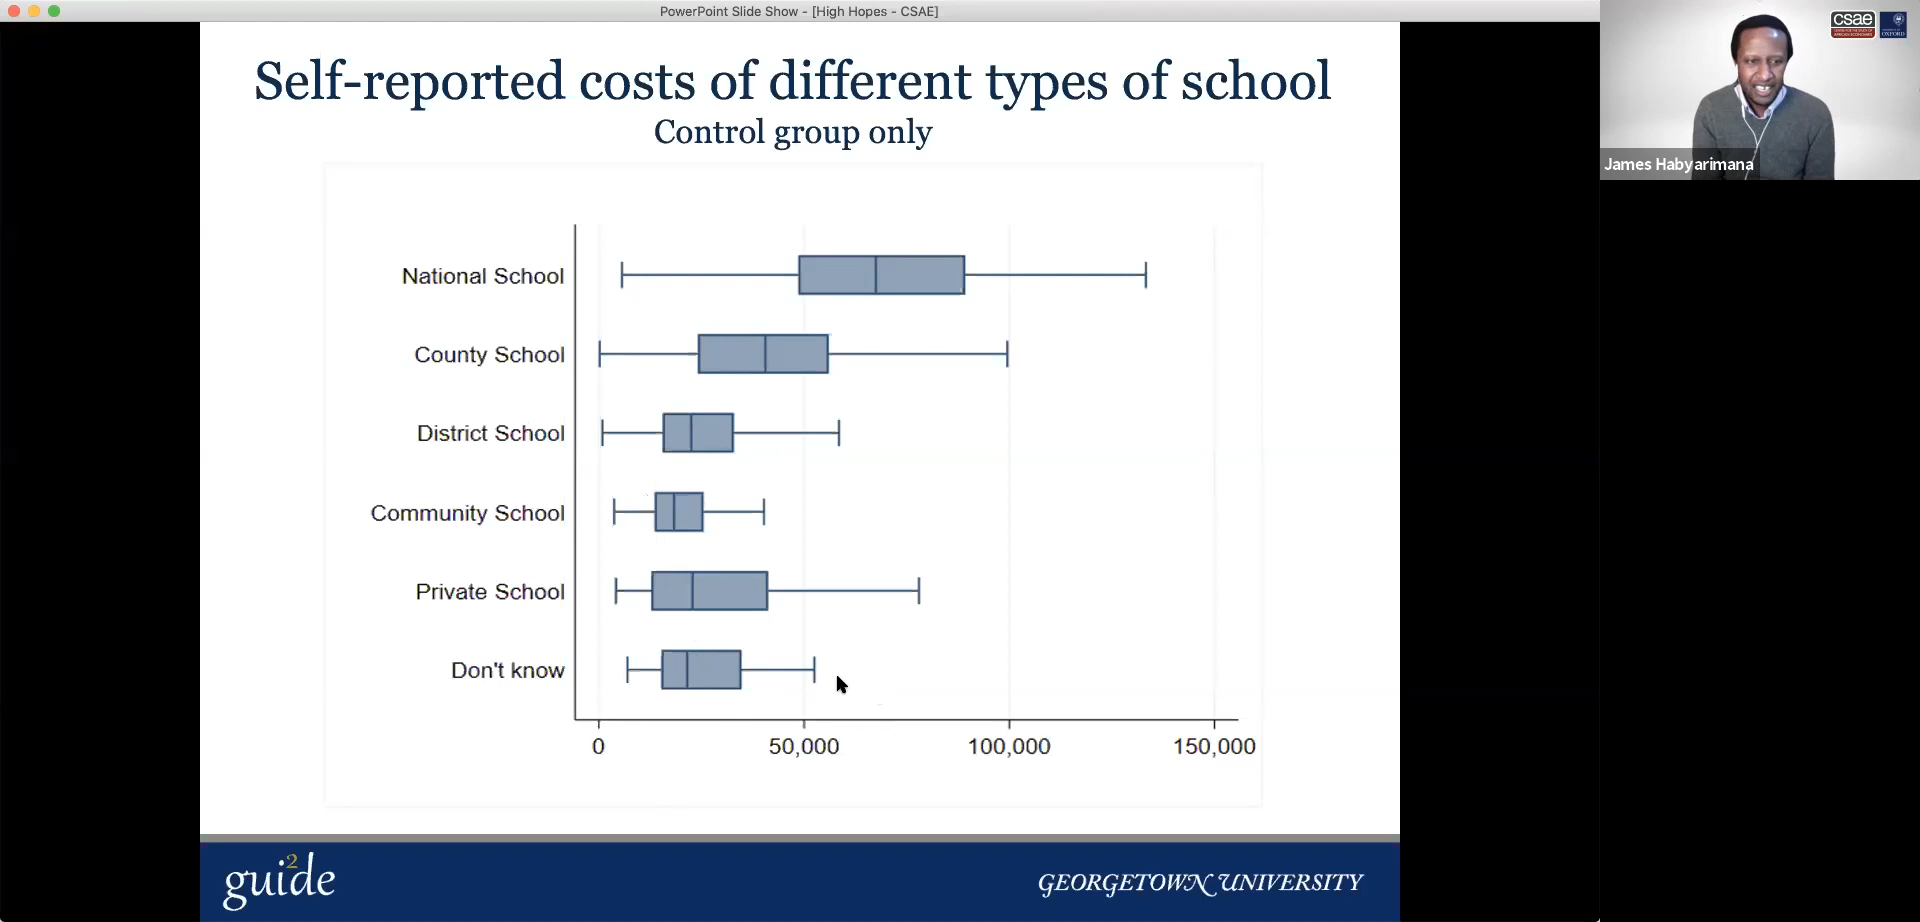 PowerPoint Slide Show - [High Hopes - CSAE]
Self-reported costs of different types of school
Control group only
National School
County School
District School
Community School
Private School
Don't know
0 50,000 100,000 150,000
gui2de
GEORGETOWN UNIVERSITY
csae
OXFORD
James Habyarimana